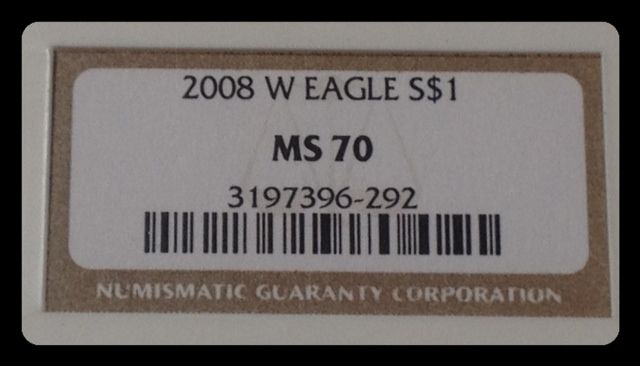 2008 W EAGLE S$1
MS 70
3197396-292
NUMISMATIC GUARANTY CORPORATION